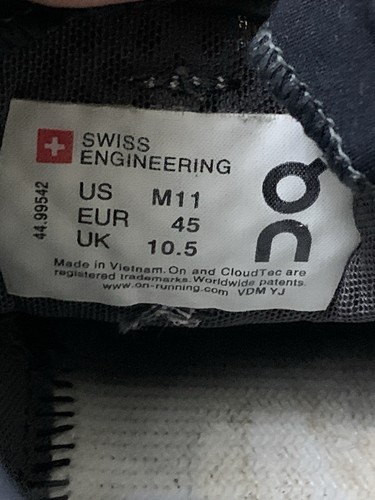 SWISS
ENGINEERING
US M11
EUR 45
UK 10.5
44.99542
On
Made in Vietnam. On and CloudTec are
registered trademarks. Worldwide patents.
www.on-running.com VDM YJ